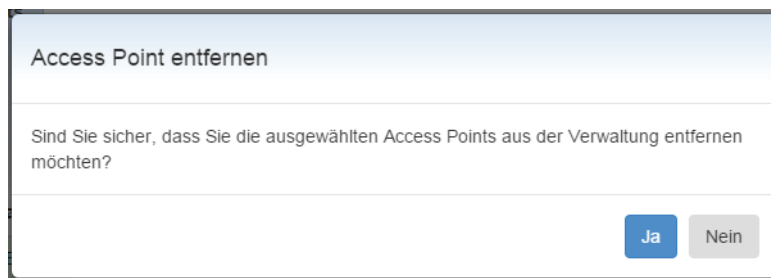 Access Point entfernen
Sind Sie sicher, dass Sie die ausgewählten Access Points aus der Verwaltung entfernen
möchten?
Ja Nein